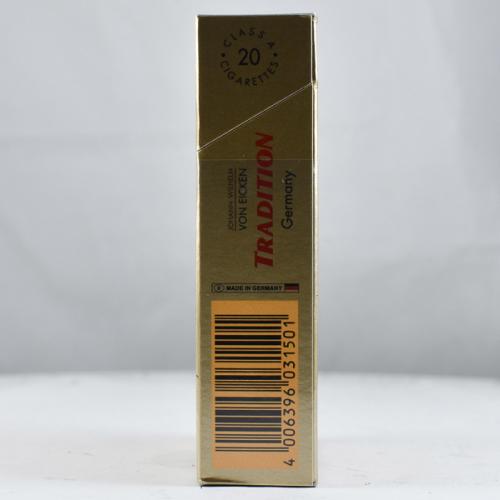 CLASS A
20
CIGARETTES
JOHANN WILHELM
VON EICKEN
TRADITION
Germany
MADE IN GERMANY
4 006396 031501